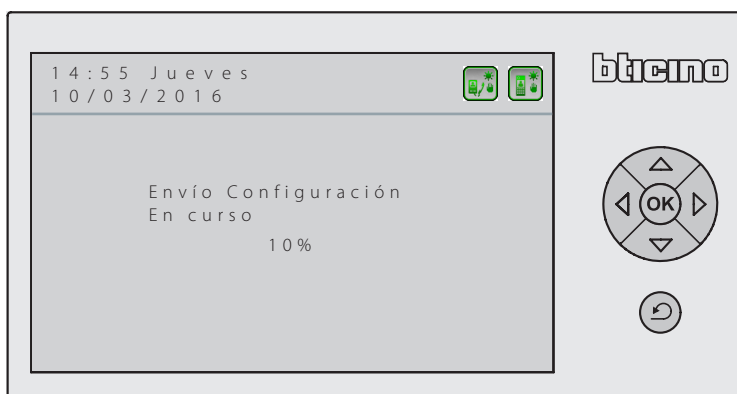 14:55 Jueves
10/03/2016
bticino
Envío Configuración
En curso
10%
OK